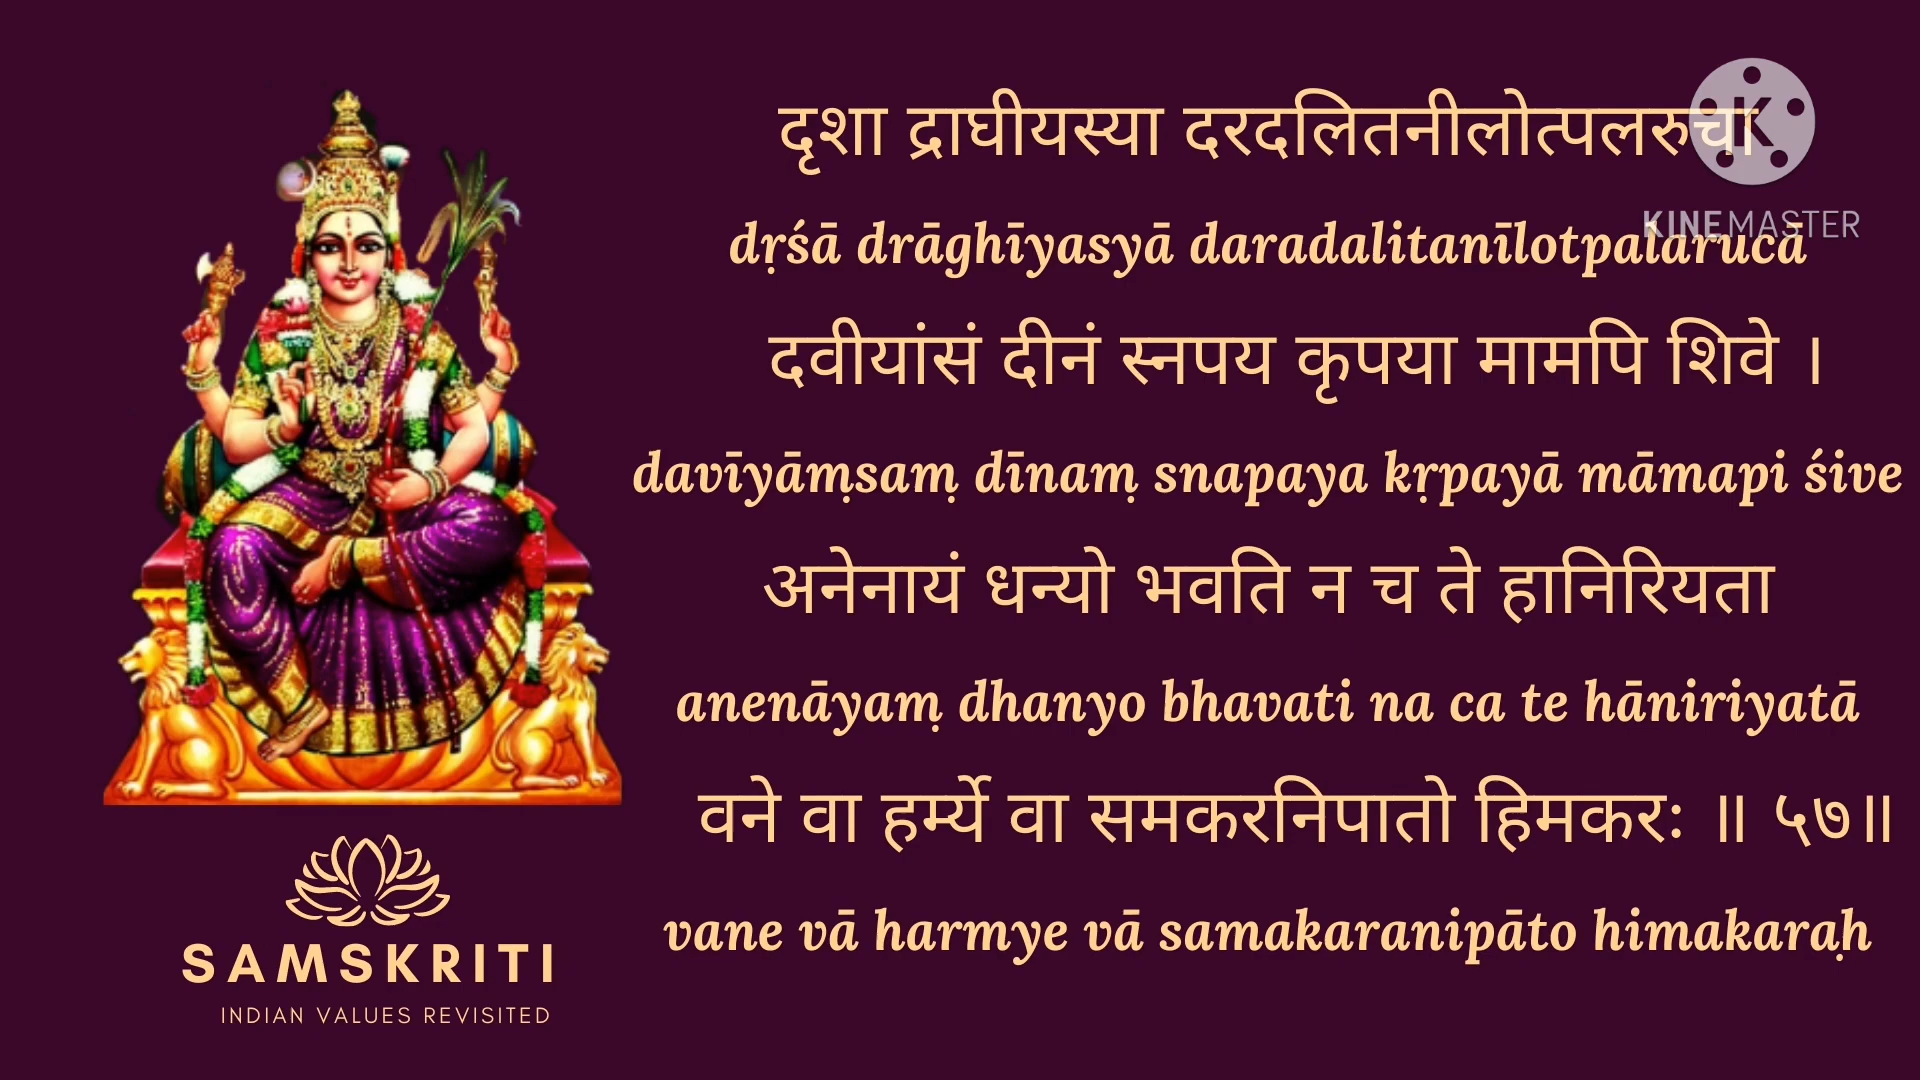 दृशा द्राघीयस्या दरदलितनीलोत्पलरुचा
dṛśā drāghīyasyā daradalitanīlotpalarucā
दवीयांसं दीनं स्नपय कृपया मामपि शिवे ।
davīyāṃsaṃ dīnaṃ snapaya kṛpayā māmapi śive
अनेनायं धन्यो भवति न च ते हानिरियता
anenāyaṃ dhanyo bhavati na ca te hāniriyatā
वने वा हर्म्ये वा समकरनिपातो हिमकरः ॥ ५७॥
vane vā harmye vā samakaranipāto himakaraḥ
K
KINEMASTER
SAMSKRITI
INDIAN VALUES REVISITED